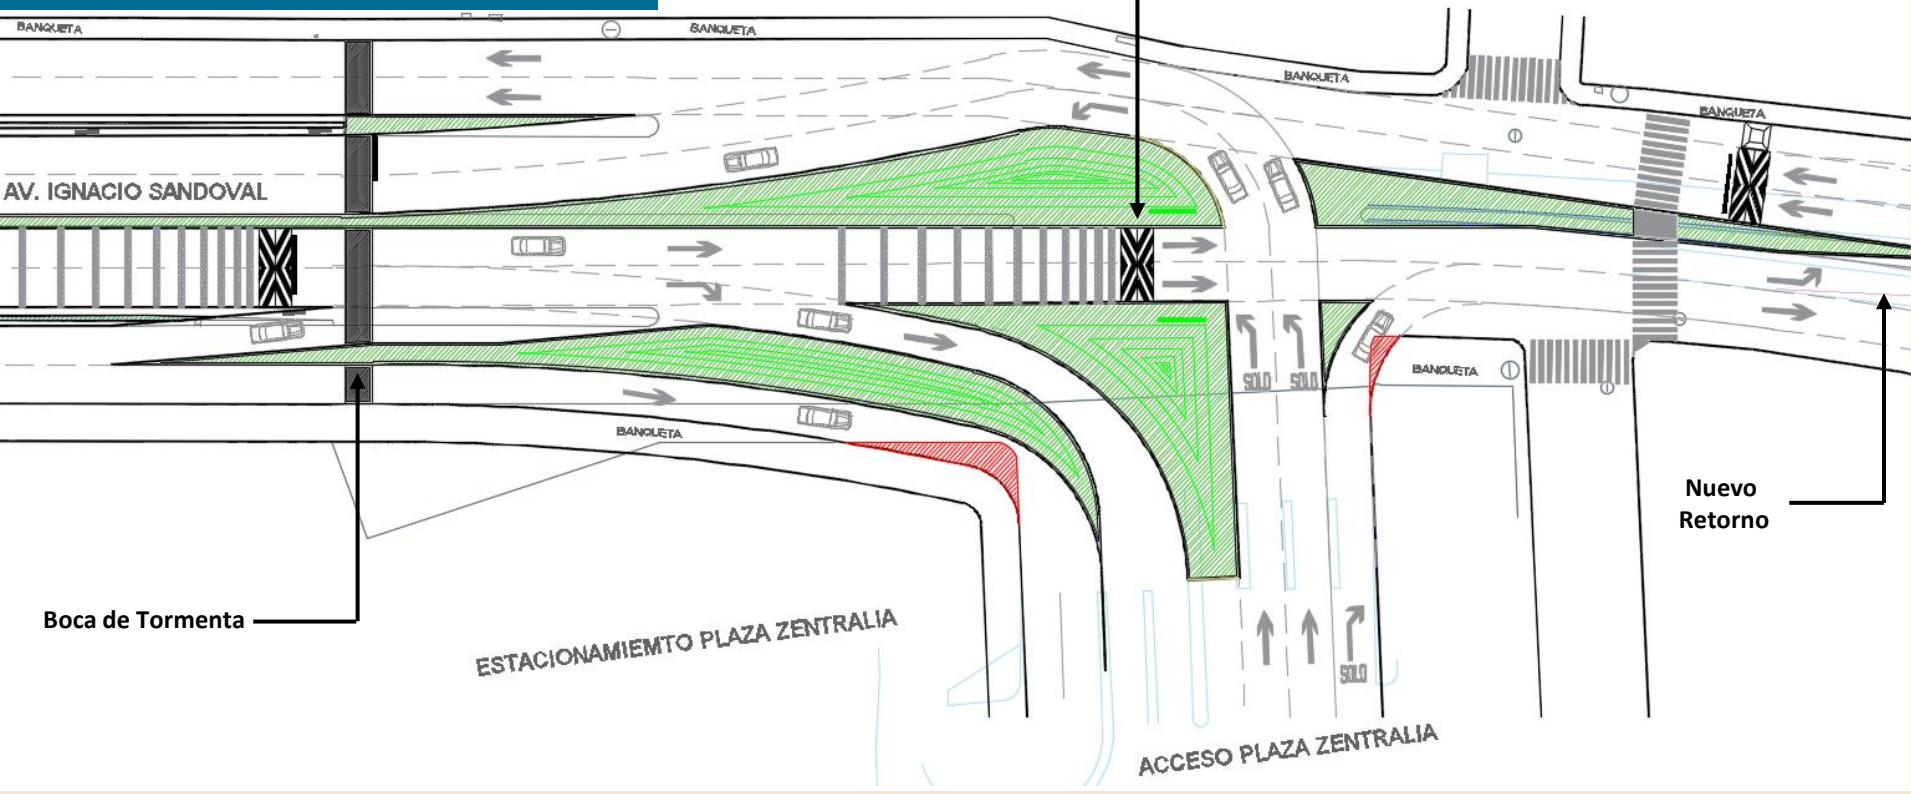 BANQUETA
BANQUETA
BANQUETA
BANQUETA
AV. IGNACIO SANDOVAL
SOLO
SOLO
BANQUETA
BANQUETA
Nuevo
Retorno
Boca de Tormenta
ESTACIONAMIEMTO PLAZA ZENTRALIA
SOLO
ACCESO PLAZA ZENTRALIA